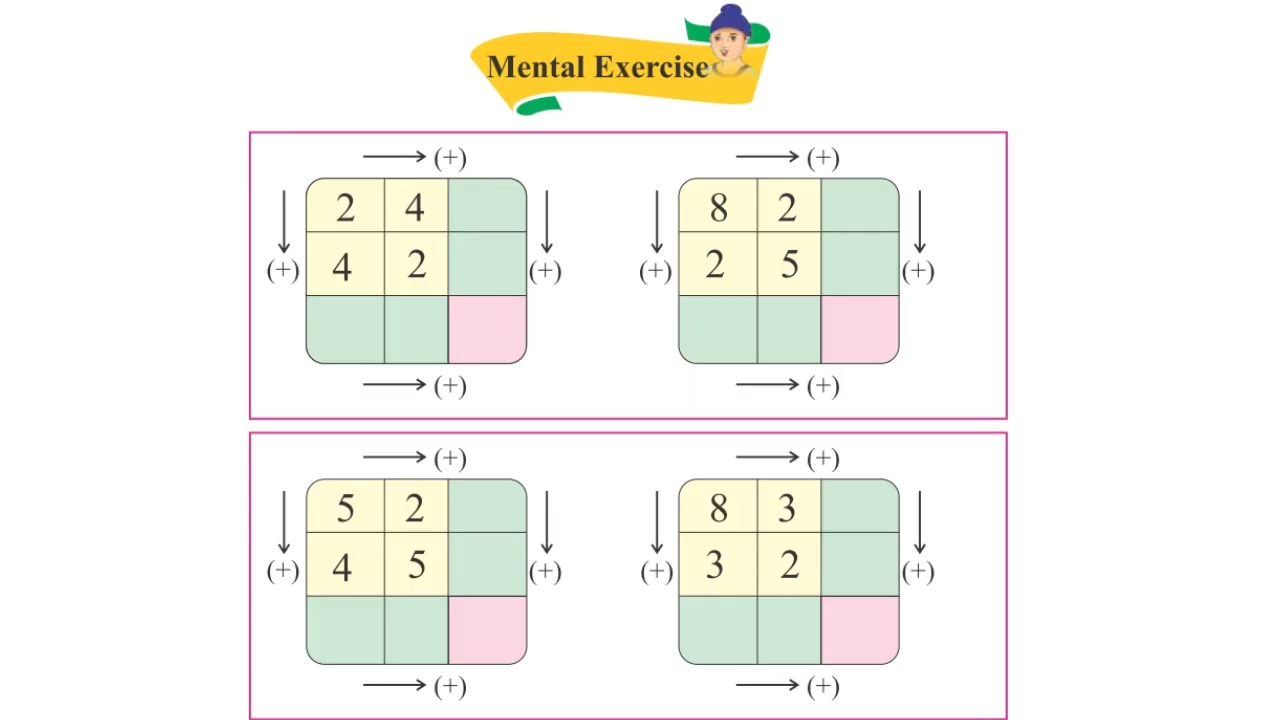 Mental Exercise
(+) (+)
2 4 8 2
4 2 2 5
(+) (+) (+) (+)
(+) (+)
(+) (+)
5 2 8 3
4 5 3 2
(+) (+) (+) (+)
(+) (+)